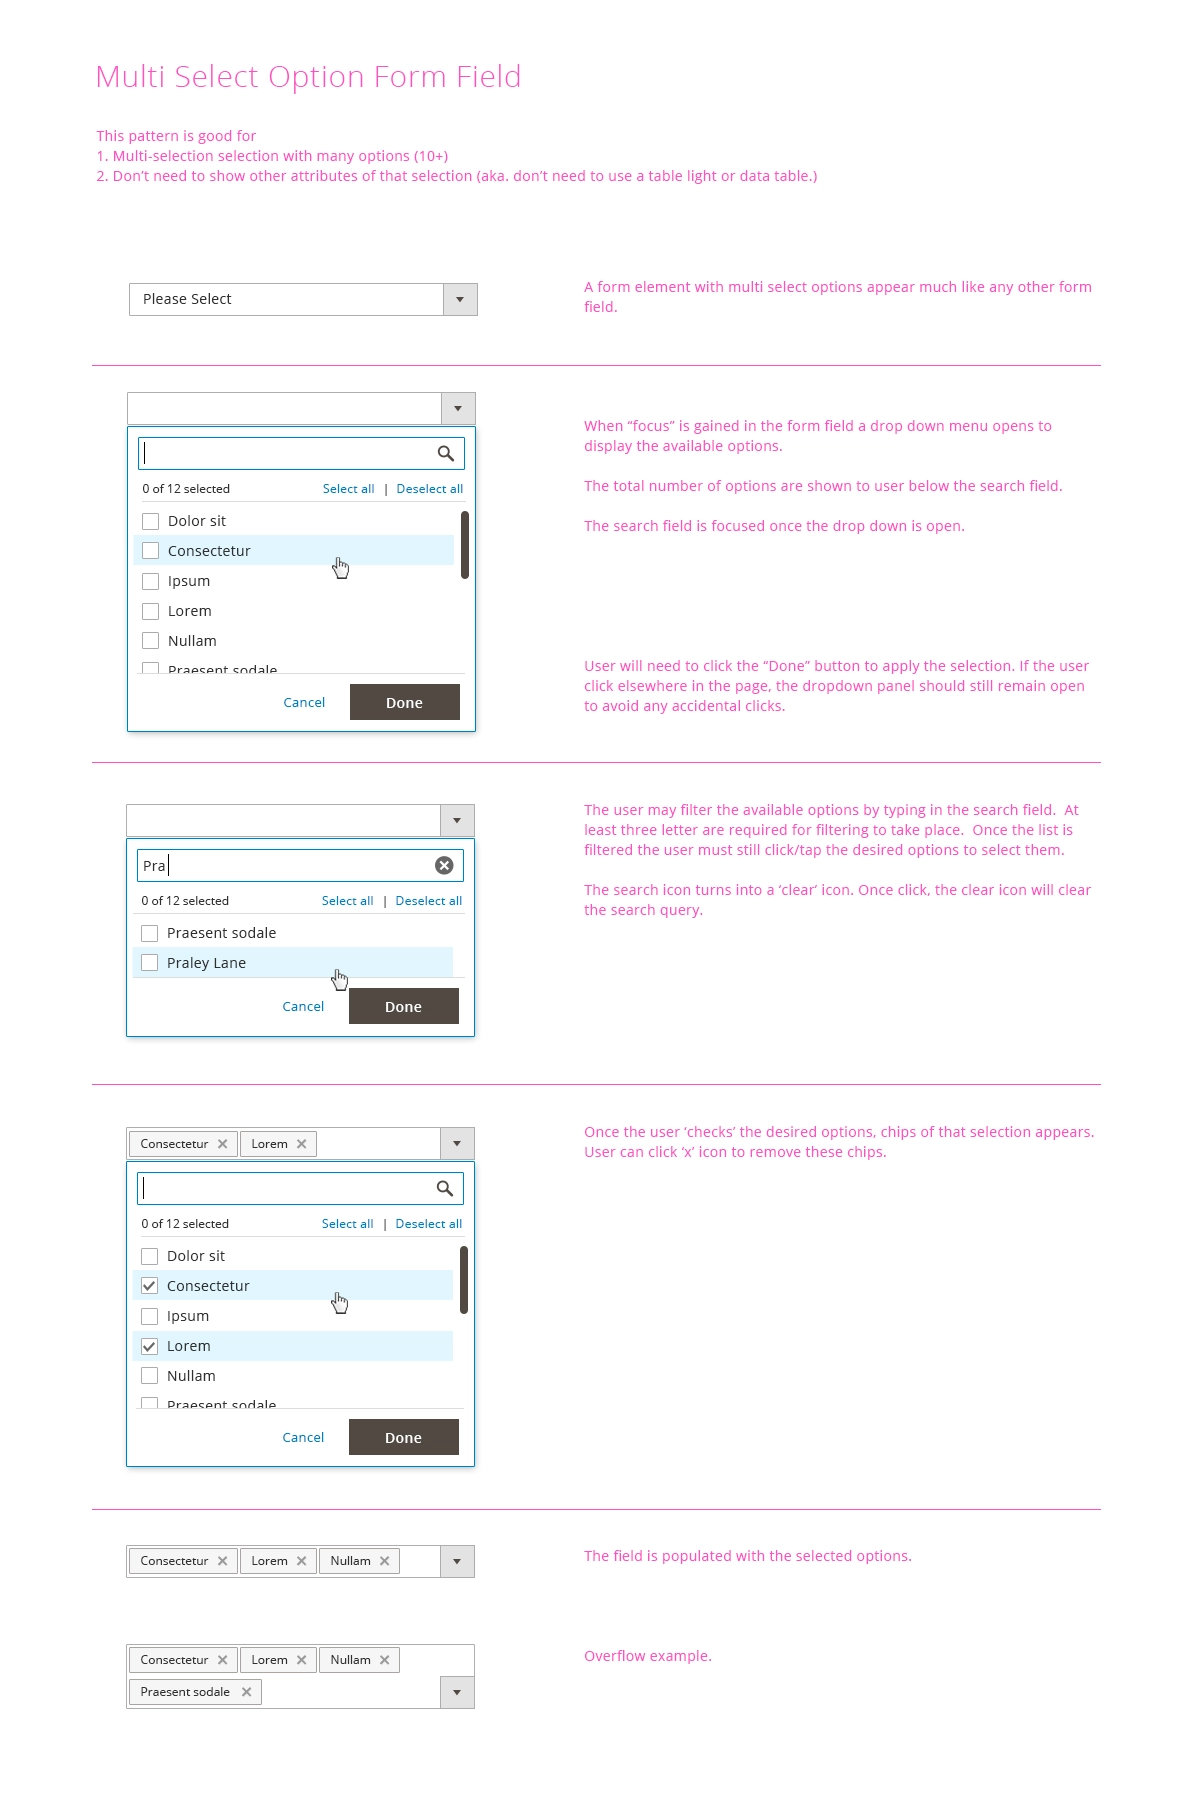 Multi Select Option Form Field
This pattern is good for
1. Multi-selection selection with many options (10+)
2. Don’t need to show other attributes of that selection (aka. don’t need to use a table light or data table.)
Please Select
A form element with multi select options appear much like any other form
field.
When “focus” is gained in the form field a drop down menu opens to
display the available options.
The total number of options are shown to user below the search field.
The search field is focused once the drop down is open.
0 of 12 selected Select all | Deselect all
Dolor sit
Consectetur
Ipsum
Lorem
Nullam
Praesent sodale
Cancel Done
User will need to click the “Done” button to apply the selection. If the user
click elsewhere in the page, the dropdown panel should still remain open
to avoid any accidental clicks.
Pra
0 of 12 selected Select all | Deselect all
Praesent sodale
Praley Lane
Cancel Done
The user may filter the available options by typing in the search field. At
least three letter are required for filtering to take place. Once the list is
filtered the user must still click/tap the desired options to select them.
The search icon turns into a ‘clear’ icon. Once click, the clear icon will clear
the search query.
Consectetur Lorem
0 of 12 selected Select all | Deselect all
Dolor sit
Consectetur
Ipsum
Lorem
Nullam
Praesent sodale
Cancel Done
Once the user ‘checks’ the desired options, chips of that selection appears.
User can click ‘x’ icon to remove these chips.
Consectetur Lorem Nullam
The field is populated with the selected options.
Consectetur Lorem Nullam
Praesent sodale
Overflow example.